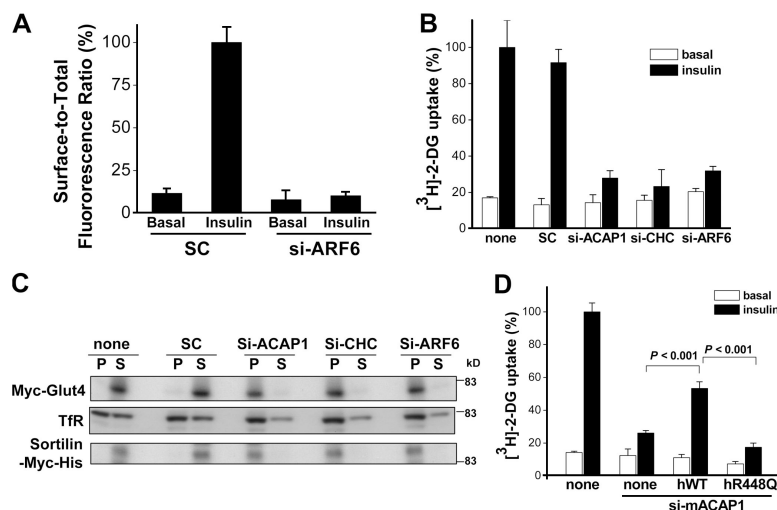 A
Surface-to-Total
Fluororescence Ratio (%)
100
75
50
25
0
Basal Insulin Basal Insulin
SC si-ARF6
B
[³H]-2-DG uptake (%)
100
80
60
40
20
0
basal
insulin
none SC si-ACAP1 si-CHC si-ARF6
C
none SC Si-ACAP1 Si-CHC Si-ARF6
P S P S P S P S P S kD
Myc-Glut4 83
TfR 83
Sortilin
-Myc-His 83
D
[³H]-2-DG uptake (%)
100
80
60
40
20
0
basal
insulin
P < 0.001
P < 0.001
none none hWT hR448Q
si-mACAP1